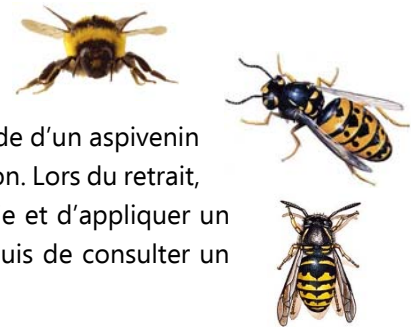 de d'un aspivenin
on. Lors du retrait,
e et d'appliquer un
uis de consulter un